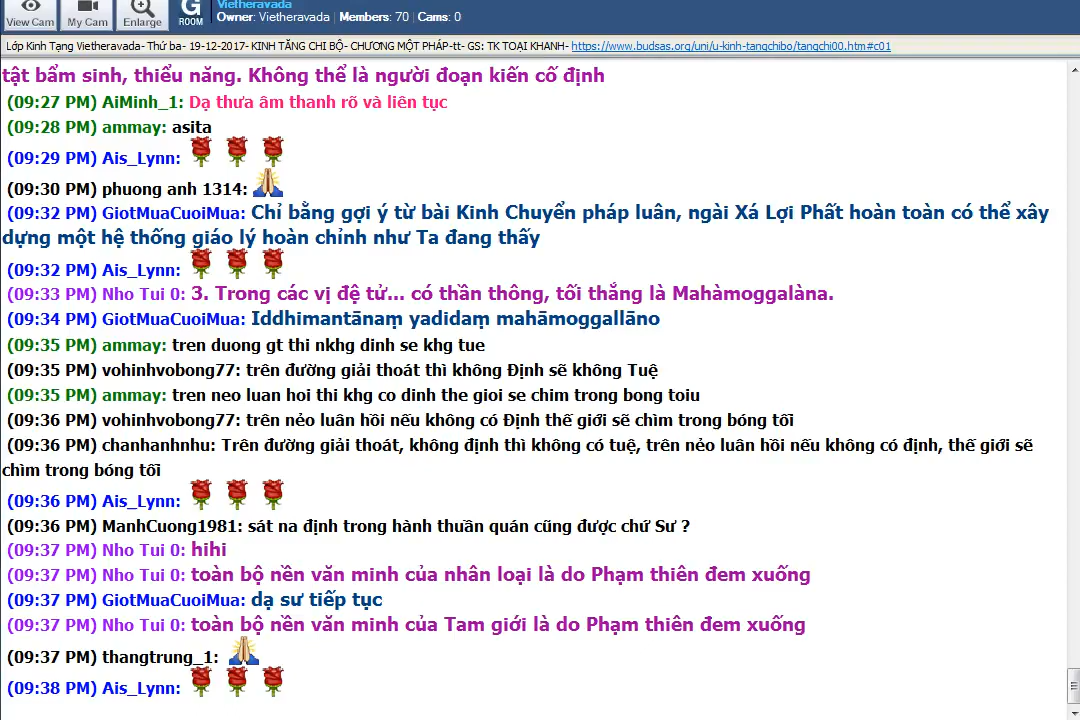 Vietheravada
View Cam My Cam Enlarge G ROOM Owner: Vietheravada | Members: 70 | Cams: 0
Lớp Kinh Tạng Vietheravada- Thứ ba- 19-12-2017- KINH TĂNG CHI BỘ- CHƯƠNG MỘT PHÁP-tt- GS: TK TOẠI KHANH- https://www.budsas.org/uni/u-kinh-tangchibo/tangchi00.htm#c01
tật bẩm sinh, thiểu năng. Không thể là người đoạn kiến cố định
(09:27 PM) AiMinh_1: Dạ thưa âm thanh rõ và liên tục
(09:28 PM) ammay: asita
(09:29 PM) Ais_Lynn:
(09:30 PM) phuong anh 1314:
(09:32 PM) GiotMuaCuoiMua: Chỉ bằng gợi ý từ bài Kinh Chuyển pháp luân, ngài Xá Lợi Phất hoàn toàn có thể xây
dựng một hệ thống giáo lý hoàn chỉnh như Ta đang thấy
(09:32 PM) Ais_Lynn:
(09:33 PM) Nho Tui 0: 3. Trong các vị đệ tử... có thần thông, tối thắng là Mahàmoggalàna.
(09:34 PM) GiotMuaCuoiMua: Iddhimantānaṃ yadidaṃ mahāmoggallāno
(09:35 PM) ammay: tren duong gt thi nkhg dinh se khg tue
(09:35 PM) vohinhvobong77: trên đường giải thoát thì không Định sẽ không Tuệ
(09:35 PM) ammay: tren neo luan hoi thi khg co dinh the gioi se chim trong bong toiu
(09:36 PM) vohinhvobong77: trên nẻo luân hồi nếu không có Định thế giới sẽ chìm trong bóng tối
(09:36 PM) chanhanhnhu: Trên đường giải thoát, không định thì không có tuệ, trên nẻo luân hồi nếu không có định, thế giới sẽ
chìm trong bóng tối
(09:36 PM) Ais_Lynn:
(09:36 PM) ManhCuong1981: sát na định trong hành thuần quán cũng được chứ Sư ?
(09:37 PM) Nho Tui 0: hihi
(09:37 PM) Nho Tui 0: toàn bộ nền văn minh của nhân loại là do Phạm thiên đem xuống
(09:37 PM) GiotMuaCuoiMua: dạ sư tiếp tục
(09:37 PM) Nho Tui 0: toàn bộ nền văn minh của Tam giới là do Phạm thiên đem xuống
(09:37 PM) thangtrung_1:
(09:38 PM) Ais_Lynn: